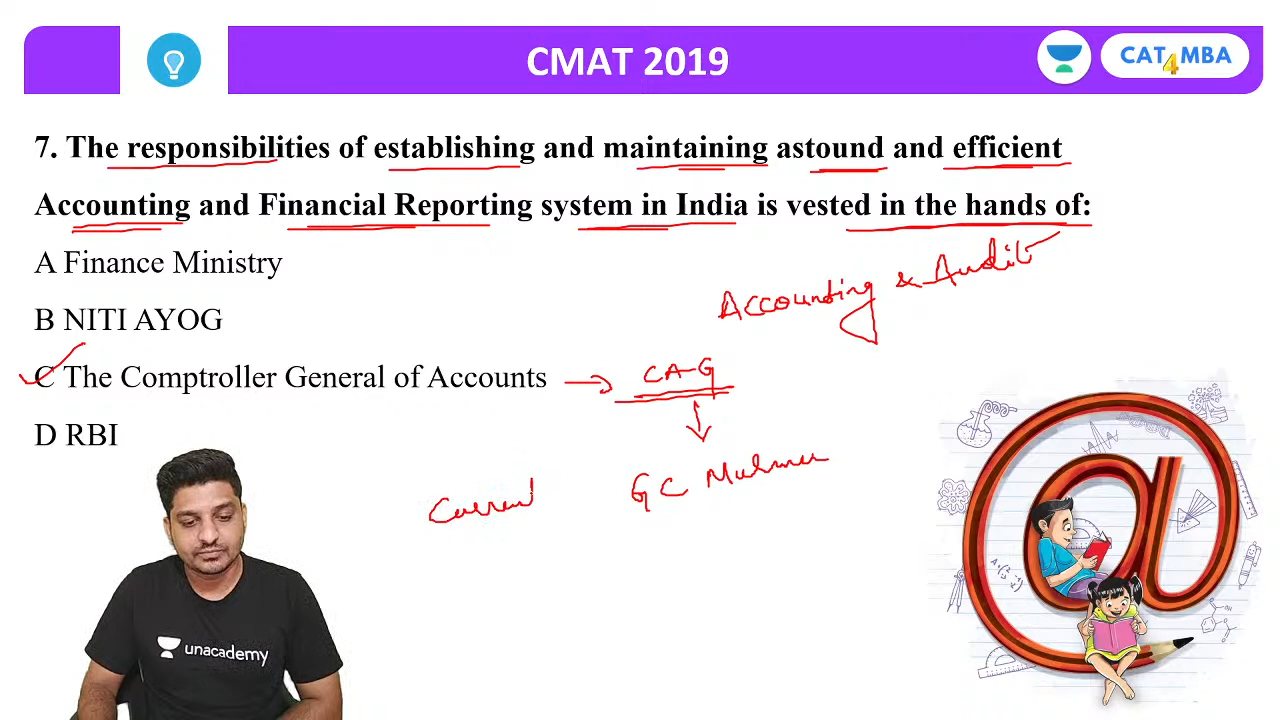 CMAT 2019
CAT4MBA
7. The responsibilities of establishing and maintaining astound and efficient
Accounting and Financial Reporting system in India is vested in the hands of:
A Finance Ministry
Accounting & Audit
B NITI AYOG
C The Comptroller General of Accounts
CAG
D RBI
GC Murmu
Current
unacademy